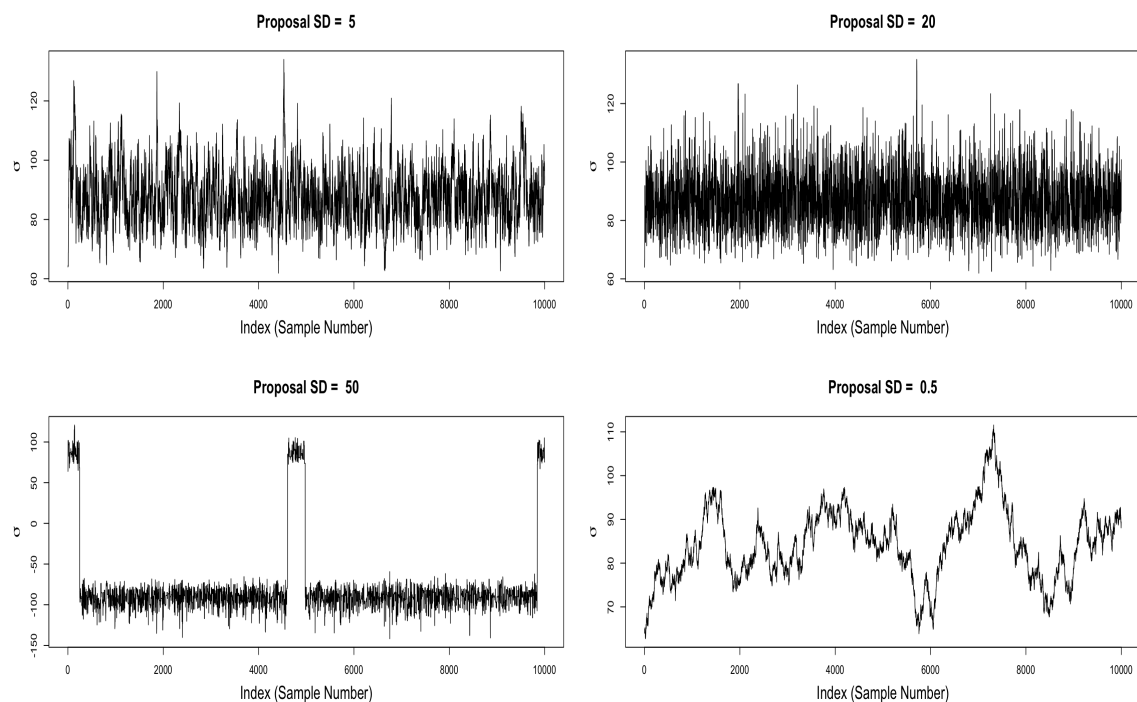 Proposal SD = 5
σ
120
100
80
60
0 2000 4000 6000 8000 10000
Index (Sample Number)
Proposal SD = 20
σ
120
100
80
60
0 2000 4000 6000 8000 10000
Index (Sample Number)
Proposal SD = 50
σ
100
50
0
-50
-100
-150
0 2000 4000 6000 8000 10000
Index (Sample Number)
Proposal SD = 0.5
σ
110
100
90
80
70
0 2000 4000 6000 8000 10000
Index (Sample Number)